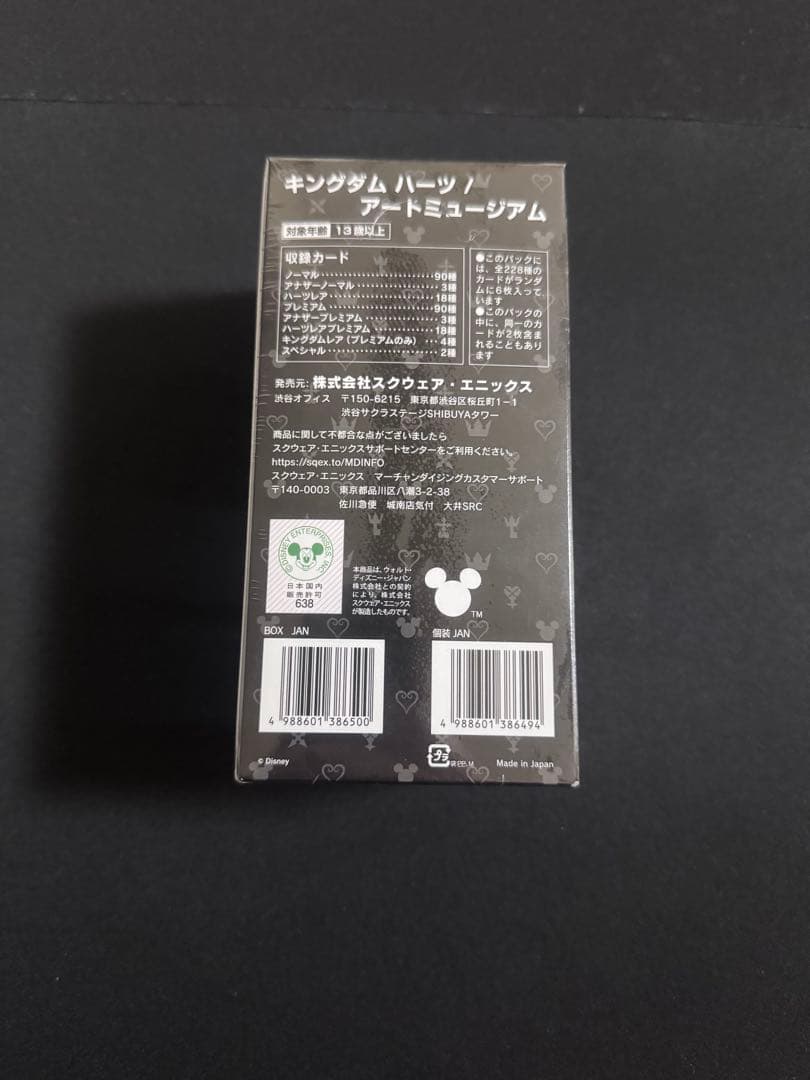 キングダム ハーツ /
アートミュージアム
対象年齢 13歳以上
収録カード
ノーマル……90種
アナザーノーマル……3種
ハーツレア……18種
プレミアム……90種
アナザープレミアム……3種
ハーツレアプレミアム……18種
キングダムレア(プレミアムのみ)……4種
スペシャル……2種
●このパックに
は、全228種の
カードがランダ
ムに6枚入って
います
●このパックの
中に、同一のカ
ードが2枚含ま
れることもあり
ます
発売元: 株式会社スクウェア・エニックス
渋谷オフィス 〒150-6215 東京都渋谷区桜丘町1-1
渋谷サクラステージSHIBUYAタワー
商品に関して不都合な点がございましたら
スクウェア・エニックスサポートセンターをご利用ください。
https://sqex.to/MDINFO
スクウェア・エニックス マーチャンダイジングカスタマーサポート
〒140-0003 東京都品川区八潮3-2-38
佐川急便 城南店気付 大井SRC
©DISNEY ENTERPRISES, INC.
日本国内
販売許可
638
本商品は、ウォルト・
ディズニー・ジャパン
株式会社との契約
により、株式会社
スクウェア・エニックス
が製造したものです。
TM
BOX JAN
4 988601 386500
個装 JAN
4 988601 386494
© Disney
プラ
Made in Japan